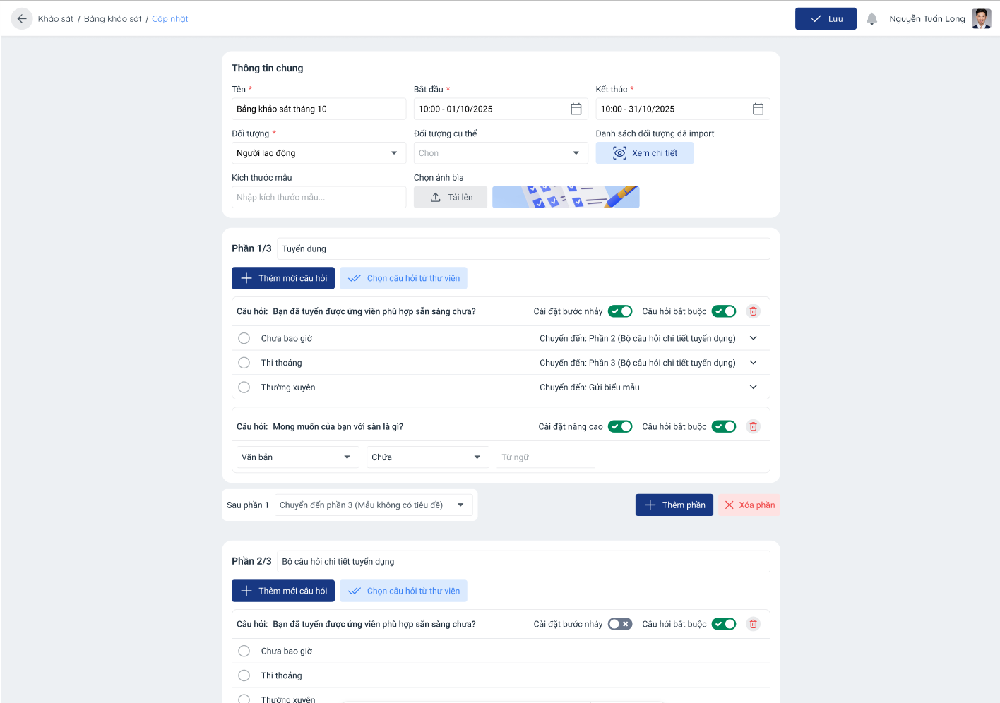 Khảo sát / Bảng khảo sát / Cập nhật
Lưu
Nguyễn Tuấn Long
Thông tin chung
Tên *
Bắt đầu *
Kết thúc *
Bảng khảo sát tháng 10
10:00 - 01/10/2025
10:00 - 31/10/2025
Đối tượng *
Đối tượng cụ thể
Danh sách đối tượng đã import
Người lao động
Chọn
Xem chi tiết
Kích thước mẫu
Chọn ảnh bìa
Nhập kích thước mẫu...
Tải lên
Phần 1/3
Tuyển dụng
Thêm mới câu hỏi
Chọn câu hỏi từ thư viện
Câu hỏi: Bạn đã tuyển được ứng viên phù hợp sẵn sàng chưa?
Cài đặt bước nhảy
Câu hỏi bắt buộc
Chưa bao giờ
Chuyển đến: Phần 2 (Bộ câu hỏi chi tiết tuyển dụng)
Thi thoảng
Chuyển đến: Phần 3 (Bộ câu hỏi chi tiết tuyển dụng)
Thường xuyên
Chuyển đến: Gửi biểu mẫu
Câu hỏi: Mong muốn của bạn với sàn là gì?
Cài đặt nâng cao
Câu hỏi bắt buộc
Văn bản
Chứa
Từ ngữ
Sau phần 1
Chuyển đến phần 3 (Mẫu không có tiêu đề)
Thêm phần
Xóa phần
Phần 2/3
Bộ câu hỏi chi tiết tuyển dụng
Thêm mới câu hỏi
Chọn câu hỏi từ thư viện
Câu hỏi: Bạn đã tuyển được ứng viên phù hợp sẵn sàng chưa?
Cài đặt bước nhảy
Câu hỏi bắt buộc
Chưa bao giờ
Thi thoảng
Thường xuyên